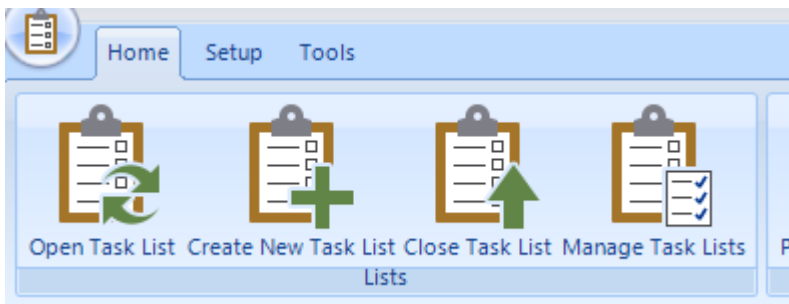 Home Setup Tools
Open Task List Create New Task List Close Task List Manage Task Lists
Lists